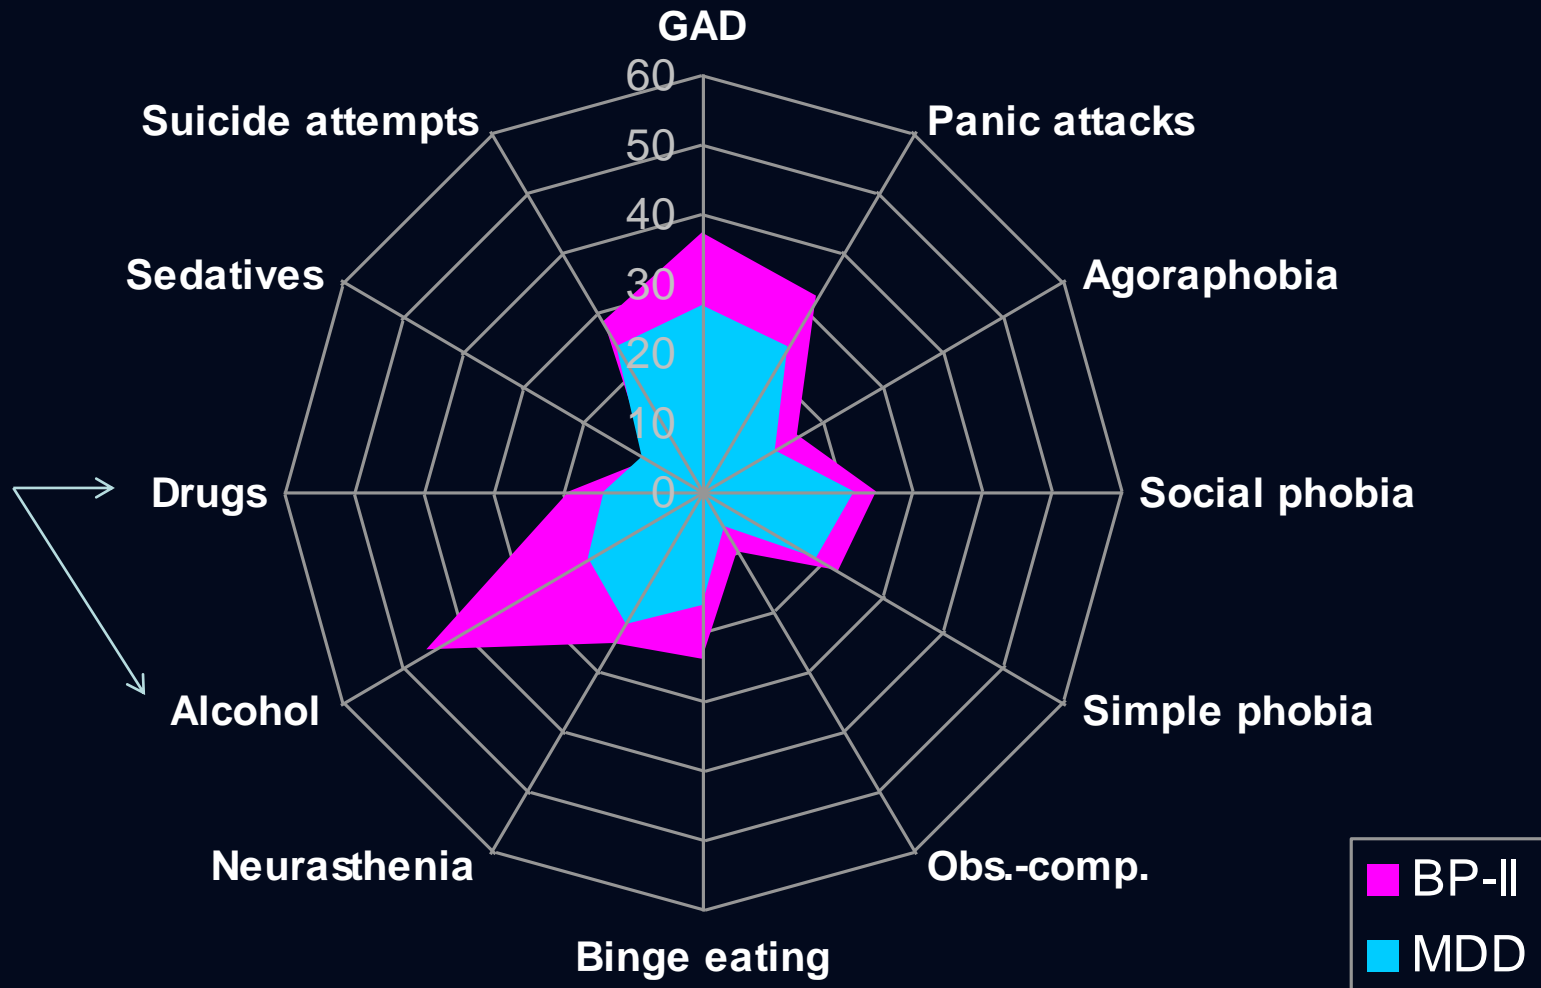 GAD
60
Suicide attempts
Panic attacks
50
40
Sedatives
Agoraphobia
30
20
10
Drugs
0
Social phobia
Alcohol
Simple phobia
Neurasthenia
Obs.-comp.
Binge eating
BP-II
MDD